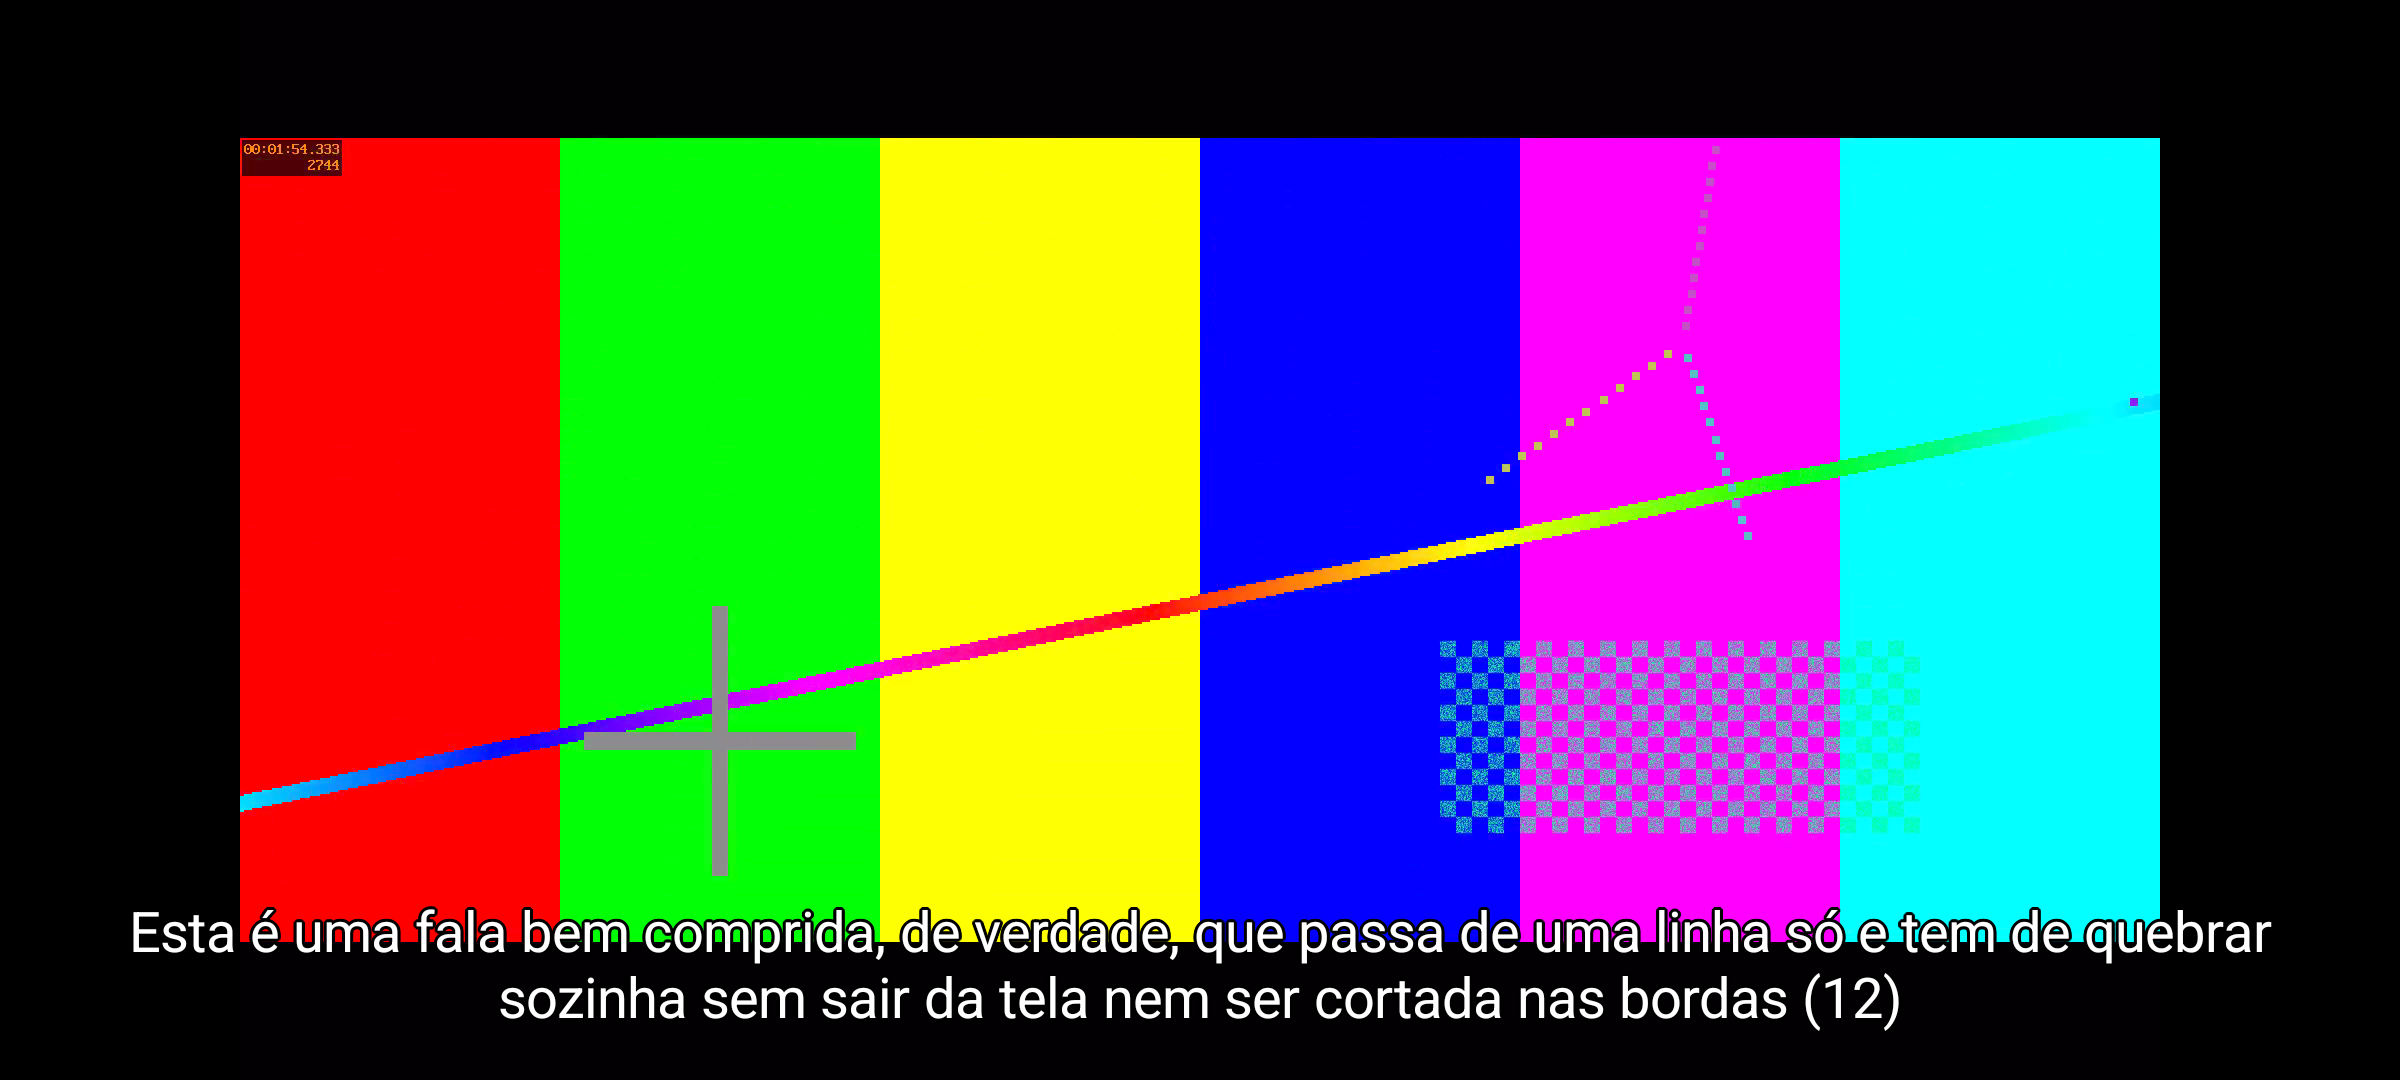 00:01:54.333
2744
Esta é uma fala bem comprida, de verdade, que passa de uma linha só e tem de quebrar
sozinha sem sair da tela nem ser cortada nas bordas (12)